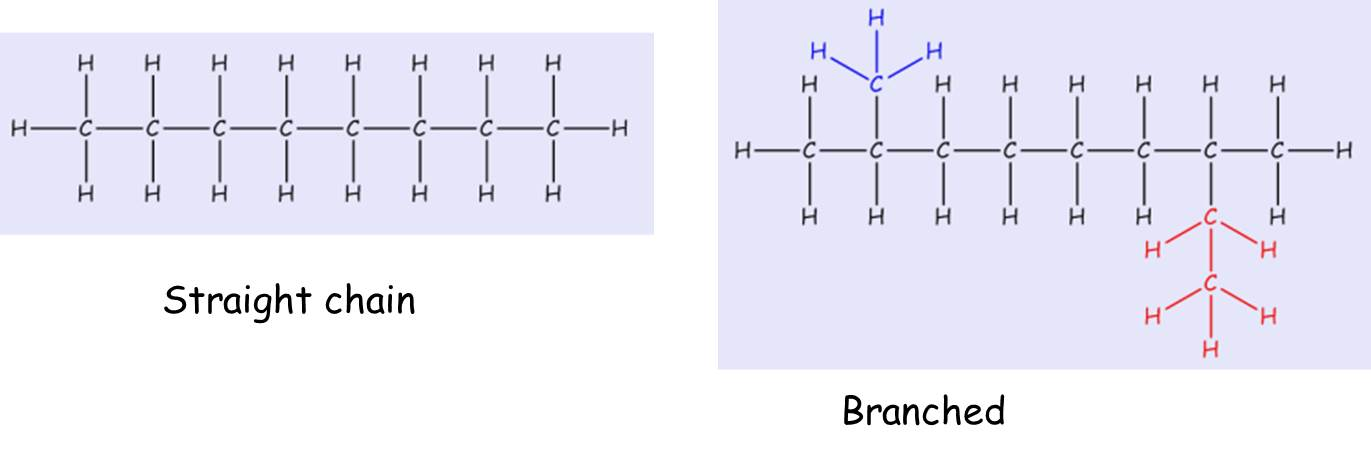 H H H H H H H H
H C C C C C C C C H
H H H H H H H H
Straight chain
H
H H
H C H H H H H H
H C C C C C C C C H
H H H H H H C H
H H
C
H H
H
Branched